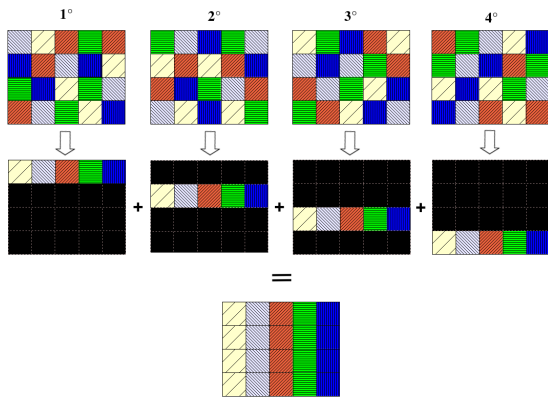 1° 2° 3° 4°
+ + +
=